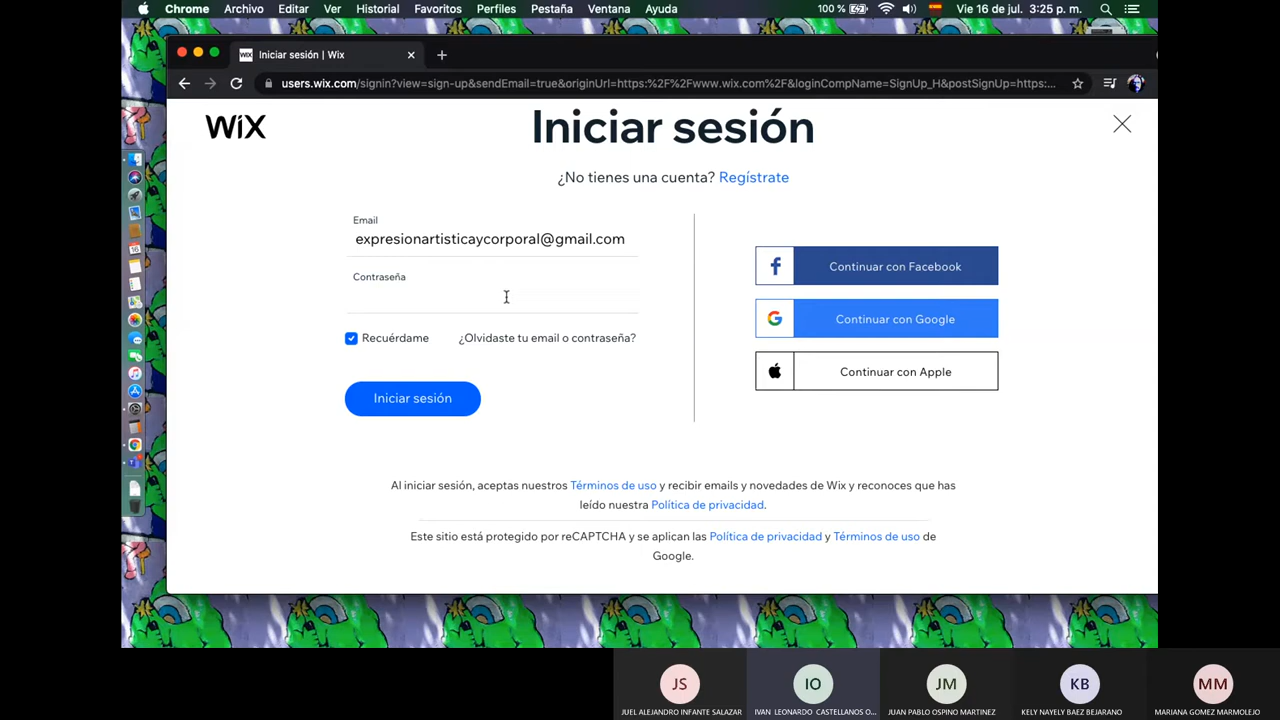 Chrome Archivo Editar Ver Historial Favoritos Perfiles Pestaña Ventana Ayuda 100 % Vie 16 de jul. 3:25 p. m.
WIX Iniciar sesión | Wix
users.wix.com/signin?view=sign-up&sendEmail=true&originUrl=https:%2F%2Fwww.wix.com%2F&loginCompName=SignUp_H&postSignUp=https:...
WIX
Iniciar sesión
¿No tienes una cuenta? Regístrate
Email
expresionartisticaycorporal@gmail.com
Contraseña
Recuérdame ¿Olvidaste tu email o contraseña?
Iniciar sesión
Continuar con Facebook
Continuar con Google
Continuar con Apple
Al iniciar sesión, aceptas nuestros Términos de uso y recibir emails y novedades de Wix y reconoces que has
leído nuestra Política de privacidad.
Este sitio está protegido por reCAPTCHA y se aplican las Política de privacidad y Términos de uso de
Google.
JS IO JM KB MM
JUEL ALEJANDRO INFANTE SALAZAR IVAN LEONARDO CASTELLANOS O... JUAN PABLO OSPINO MARTINEZ KELY NAYELY BAEZ BEJARANO MARIANA GOMEZ MARMOLEJO